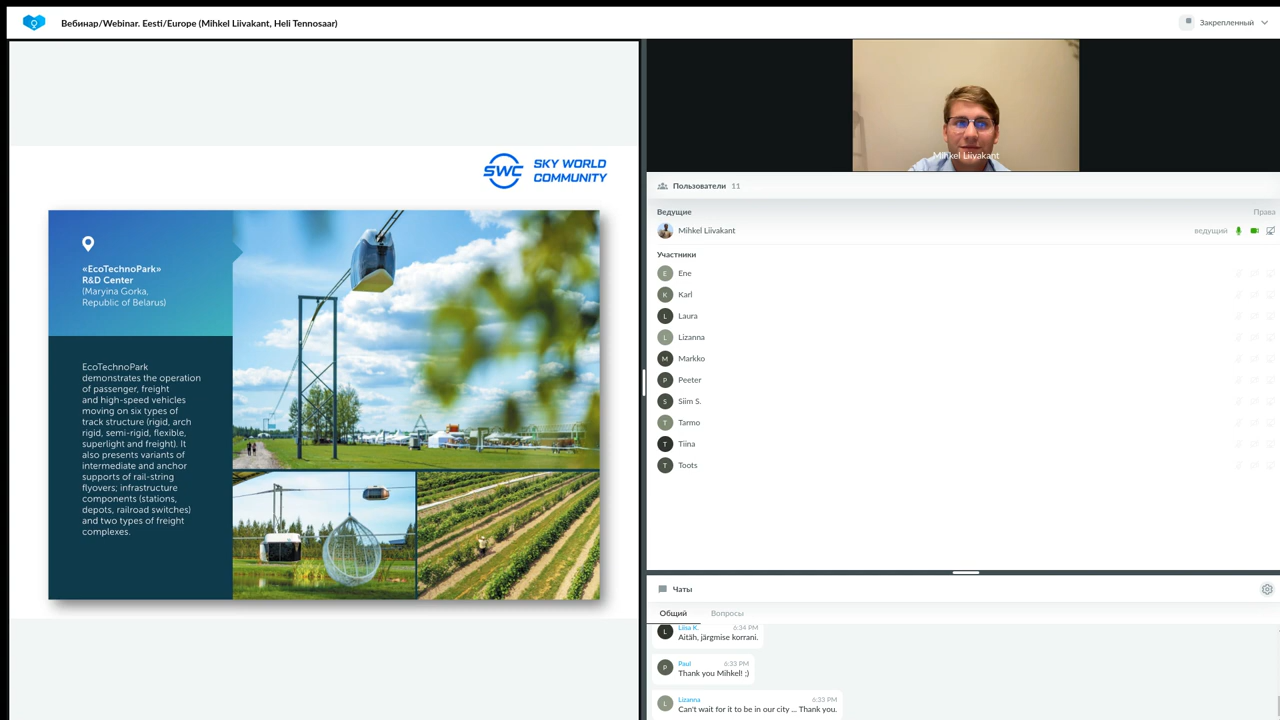 Вебинар/Webinar. Eesti/Europe (Mihkel Liivakant, Heli Tennosaar)
Закрепленный
SWC SKY WORLD
COMMUNITY
«EcoTechnoPark»
R&D Center
(Maryina Gorka,
Republic of Belarus)
EcoTechnoPark
demonstrates the operation
of passenger, freight
and high-speed vehicles
moving on six types of
track structure (rigid, arch
rigid, semi-rigid, flexible,
superlight and freight). It
also presents variants of
intermediate and anchor
supports of rail-string
flyovers; infrastructure
components (stations,
depots, railroad switches)
and two types of freight
complexes.
Mihkel Liivakant
Пользователи 11
Ведущие Права
Mihkel Liivakant ведущий
Участники
E Ene
K Karl
L Laura
L Lizanna
M Markko
P Peeter
S Siim S.
T Tarmo
T Tiina
T Toots
Чаты
Общий Вопросы
L Liisa K. 6:34 PM
Aitäh, järgmise korrani.
P Paul 6:33 PM
Thank you Mihkel! ;)
L Lizanna 6:33 PM
Can't wait for it to be in our city ... Thank you.